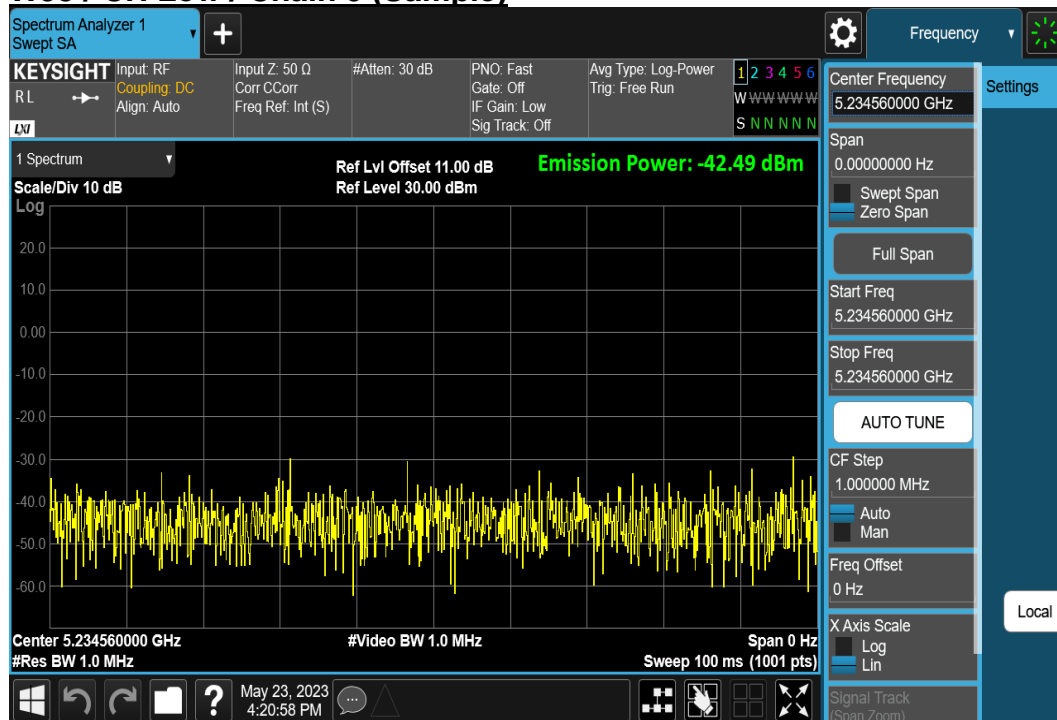 Spectrum Analyzer 1
Swept SA
Frequency
KEYSIGHT
R L
LXI
Input: RF
Coupling: DC
Align: Auto
Input Z: 50 Ω
Corr CCorr
Freq Ref: Int (S)
#Atten: 30 dB
PNO: Fast
Gate: Off
IF Gain: Low
Sig Track: Off
Avg Type: Log-Power
Trig: Free Run
1 2 3 4 5 6
W W W W W W
S N N N N N
1 Spectrum
Scale/Div 10 dB
Log
Ref Lvl Offset 11.00 dB
Ref Level 30.00 dBm
Emission Power: -42.49 dBm
20.0
10.0
0.00
-10.0
-20.0
-30.0
-40.0
-50.0
-60.0
Center 5.234560000 GHz
#Res BW 1.0 MHz
#Video BW 1.0 MHz
Span 0 Hz
Sweep 100 ms (1001 pts)
May 23, 2023
4:20:58 PM
Center Frequency
5.234560000 GHz
Span
0.00000000 Hz
Swept Span
Zero Span
Full Span
Start Freq
5.234560000 GHz
Stop Freq
5.234560000 GHz
AUTO TUNE
CF Step
1.000000 MHz
Auto
Man
Freq Offset
0 Hz
X Axis Scale
Log
Lin
Signal Track
(Span Zoom)
Settings
Local